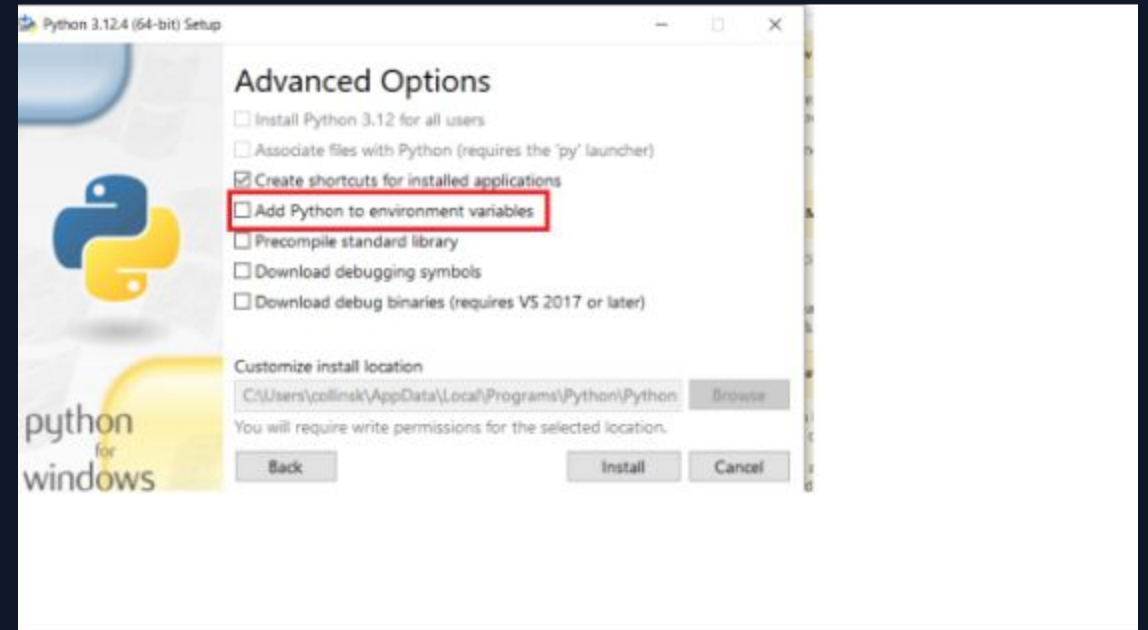 Python 3.12.4 (64-bit) Setup
Advanced Options
Install Python 3.12 for all users
Associate files with Python (requires the 'py' launcher)
Create shortcuts for installed applications
Add Python to environment variables
Precompile standard library
Download debugging symbols
Download debug binaries (requires VS 2017 or later)
Customize install location
C:\Users\collinsk\AppData\Local\Programs\Python\Python
Browse
You will require write permissions for the selected location.
python
for
windows
Back
Install
Cancel